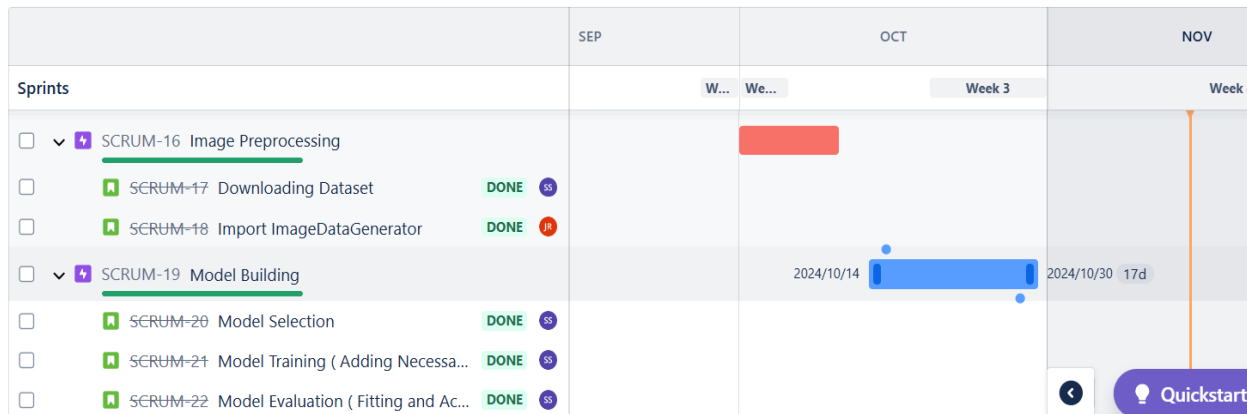 SEP OCT NOV
Sprints W... We... Week 3 Week
SCRUM-16 Image Preprocessing
SCRUM-17 Downloading Dataset DONE SS
SCRUM-18 Import ImageDataGenerator DONE JR
SCRUM-19 Model Building 2024/10/14 2024/10/30 17d
SCRUM-20 Model Selection DONE SS
SCRUM-21 Model Training ( Adding Necessa... DONE SS
SCRUM-22 Model Evaluation ( Fitting and Ac... DONE SS
Quickstart